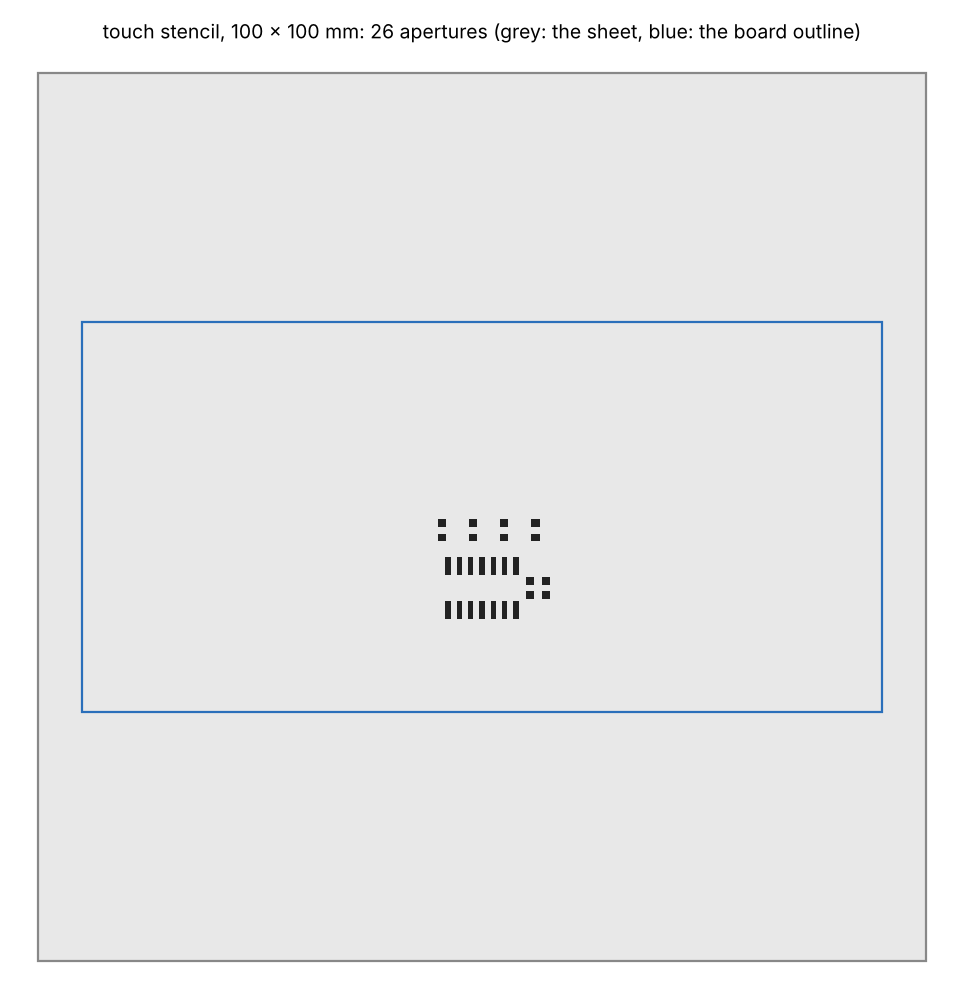 touch stencil, 100 × 100 mm: 26 apertures (grey: the sheet, blue: the board outline)